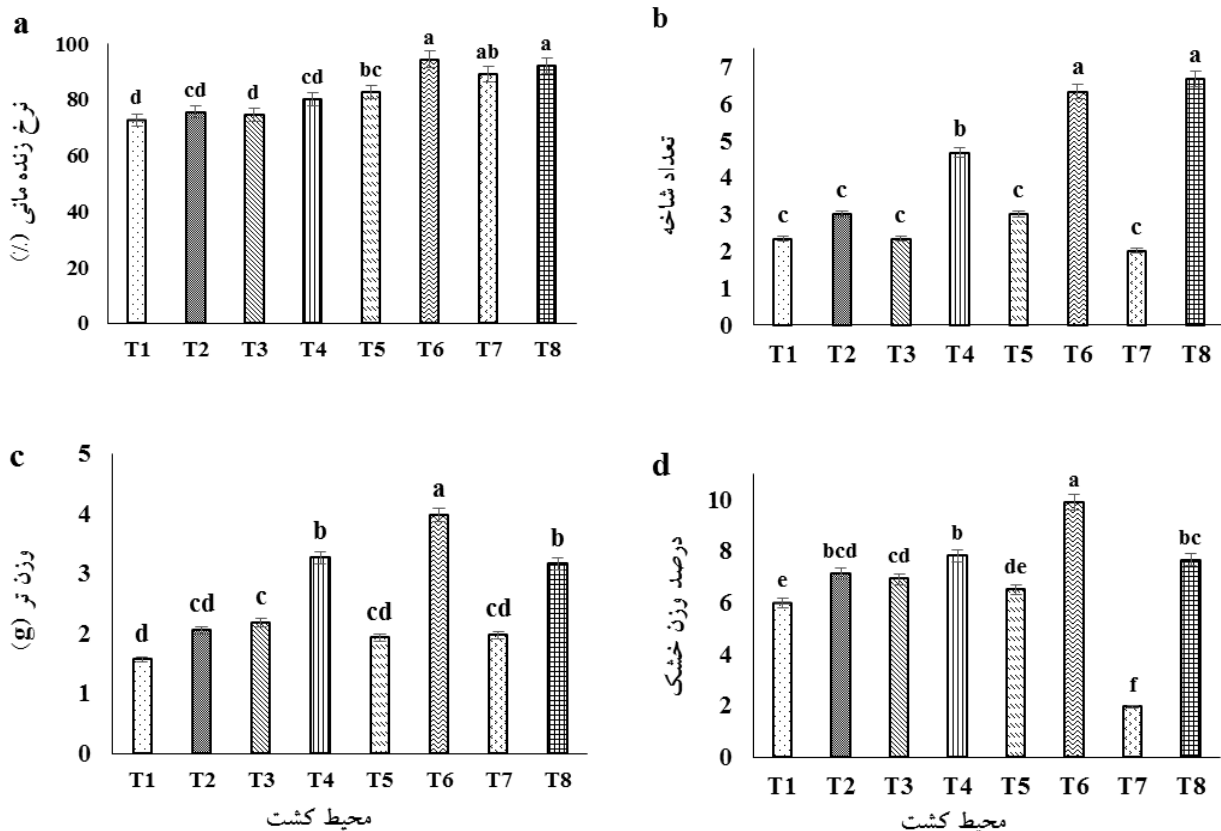 a
نرخ زنده مانی (٪)
100
80
60
40
20
0
d cd d cd bc a ab a
T1 T2 T3 T4 T5 T6 T7 T8
b
تعداد شاخه
7
6
5
4
3
2
1
0
c c c b c a c a
T1 T2 T3 T4 T5 T6 T7 T8
c
وزن تر (g)
5
4
3
2
1
0
d cd c b cd a cd b
T1 T2 T3 T4 T5 T6 T7 T8
محیط کشت
d
درصد وزن خشک
10
8
6
4
2
0
e bcd cd b de a f bc
T1 T2 T3 T4 T5 T6 T7 T8
محیط کشت